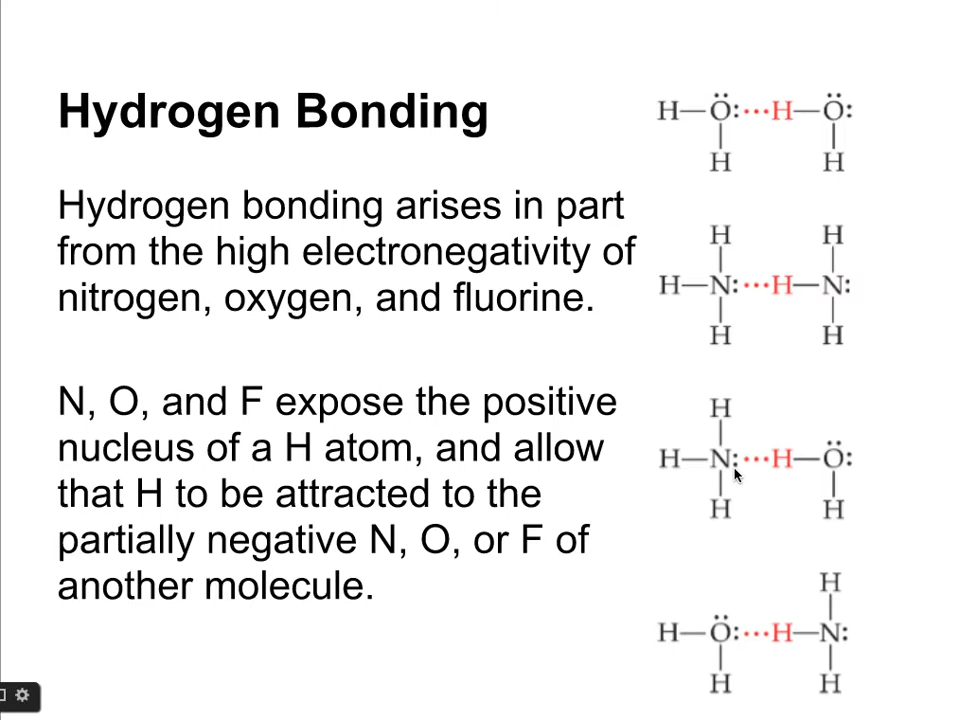 Hydrogen Bonding
Hydrogen bonding arises in part
from the high electronegativity of
nitrogen, oxygen, and fluorine.
N, O, and F expose the positive
nucleus of a H atom, and allow
that H to be attracted to the
partially negative N, O, or F of
another molecule.
H—Ö:···H—Ö:
H H
H H
H—N:···H—N:
H H
H
H—N:···H—Ö:
H H
H
H—Ö:···H—N:
H H